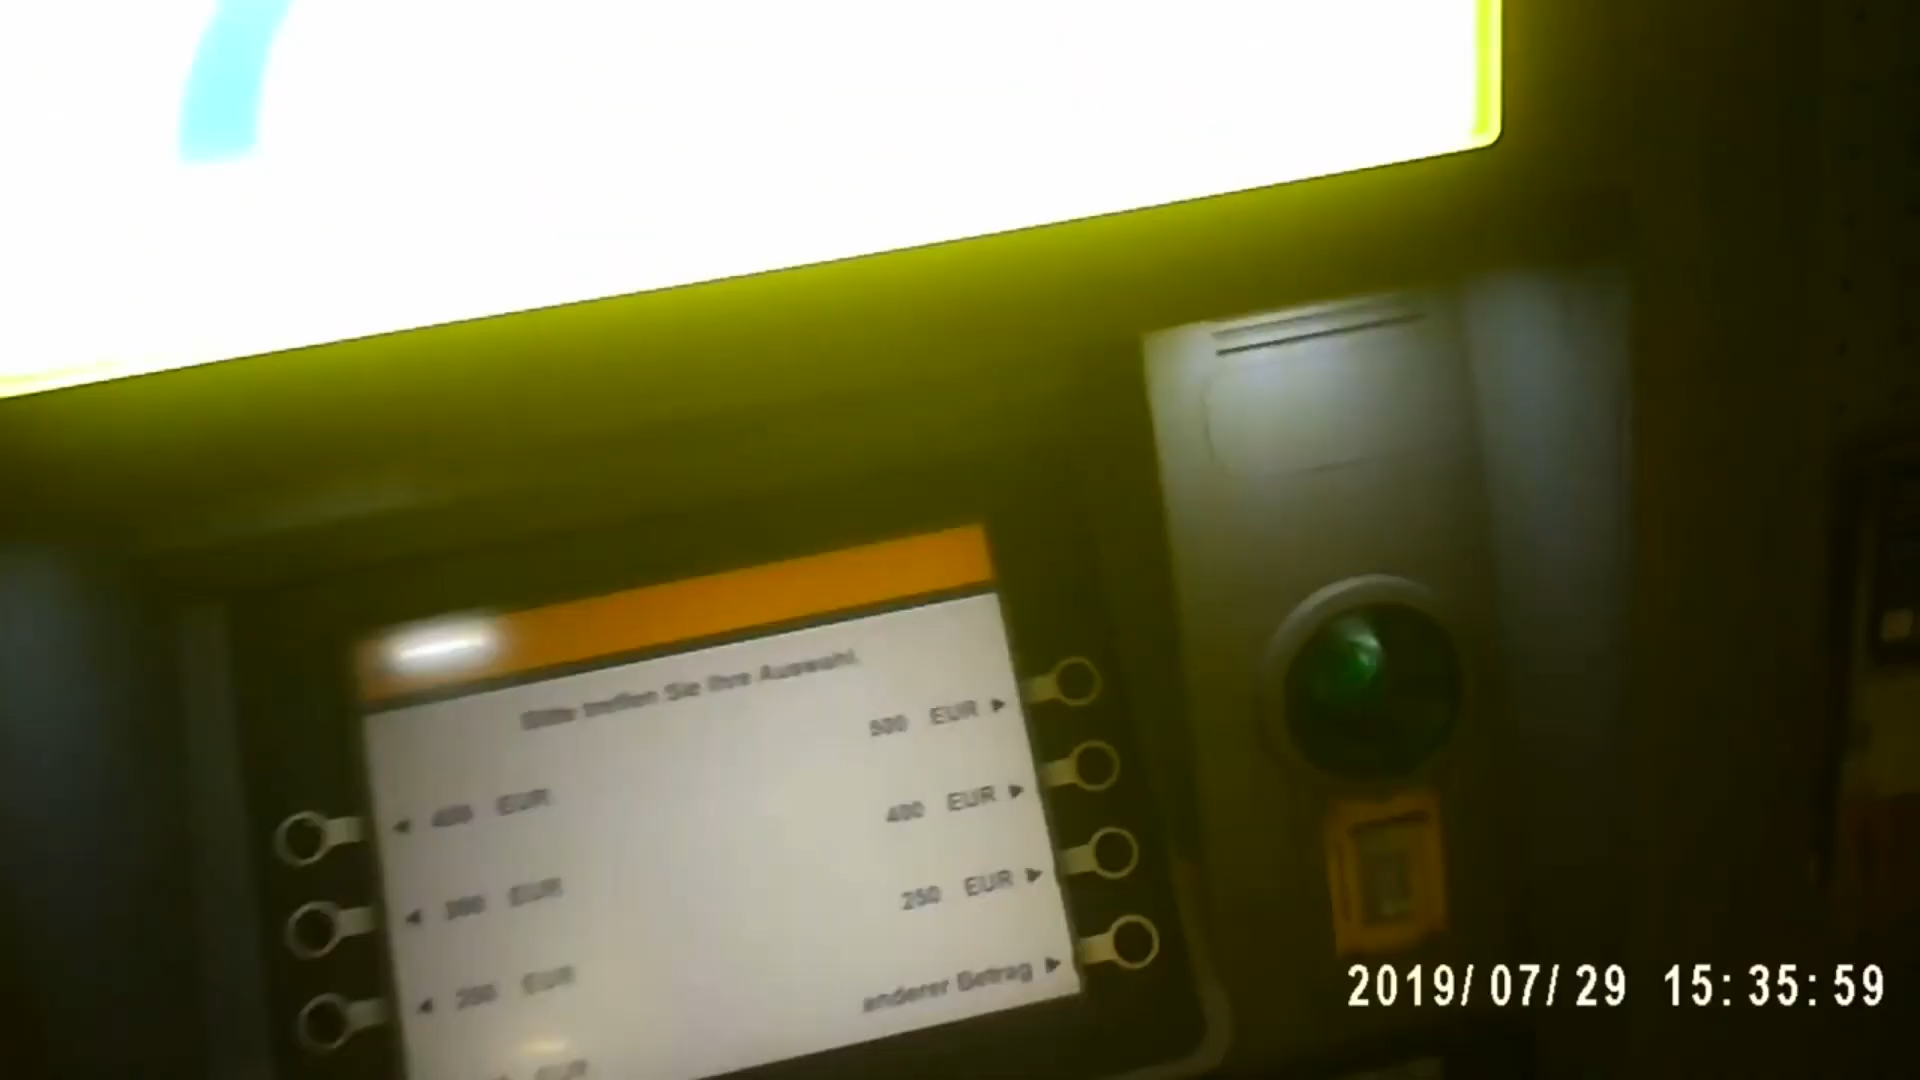 Bitte treffen Sie Ihre Auswahl.
500 EUR
400 EUR
400 EUR
EUR
250 EUR
200 EUR
anderer Betrag
EUR
2019/07/29 15:35:59